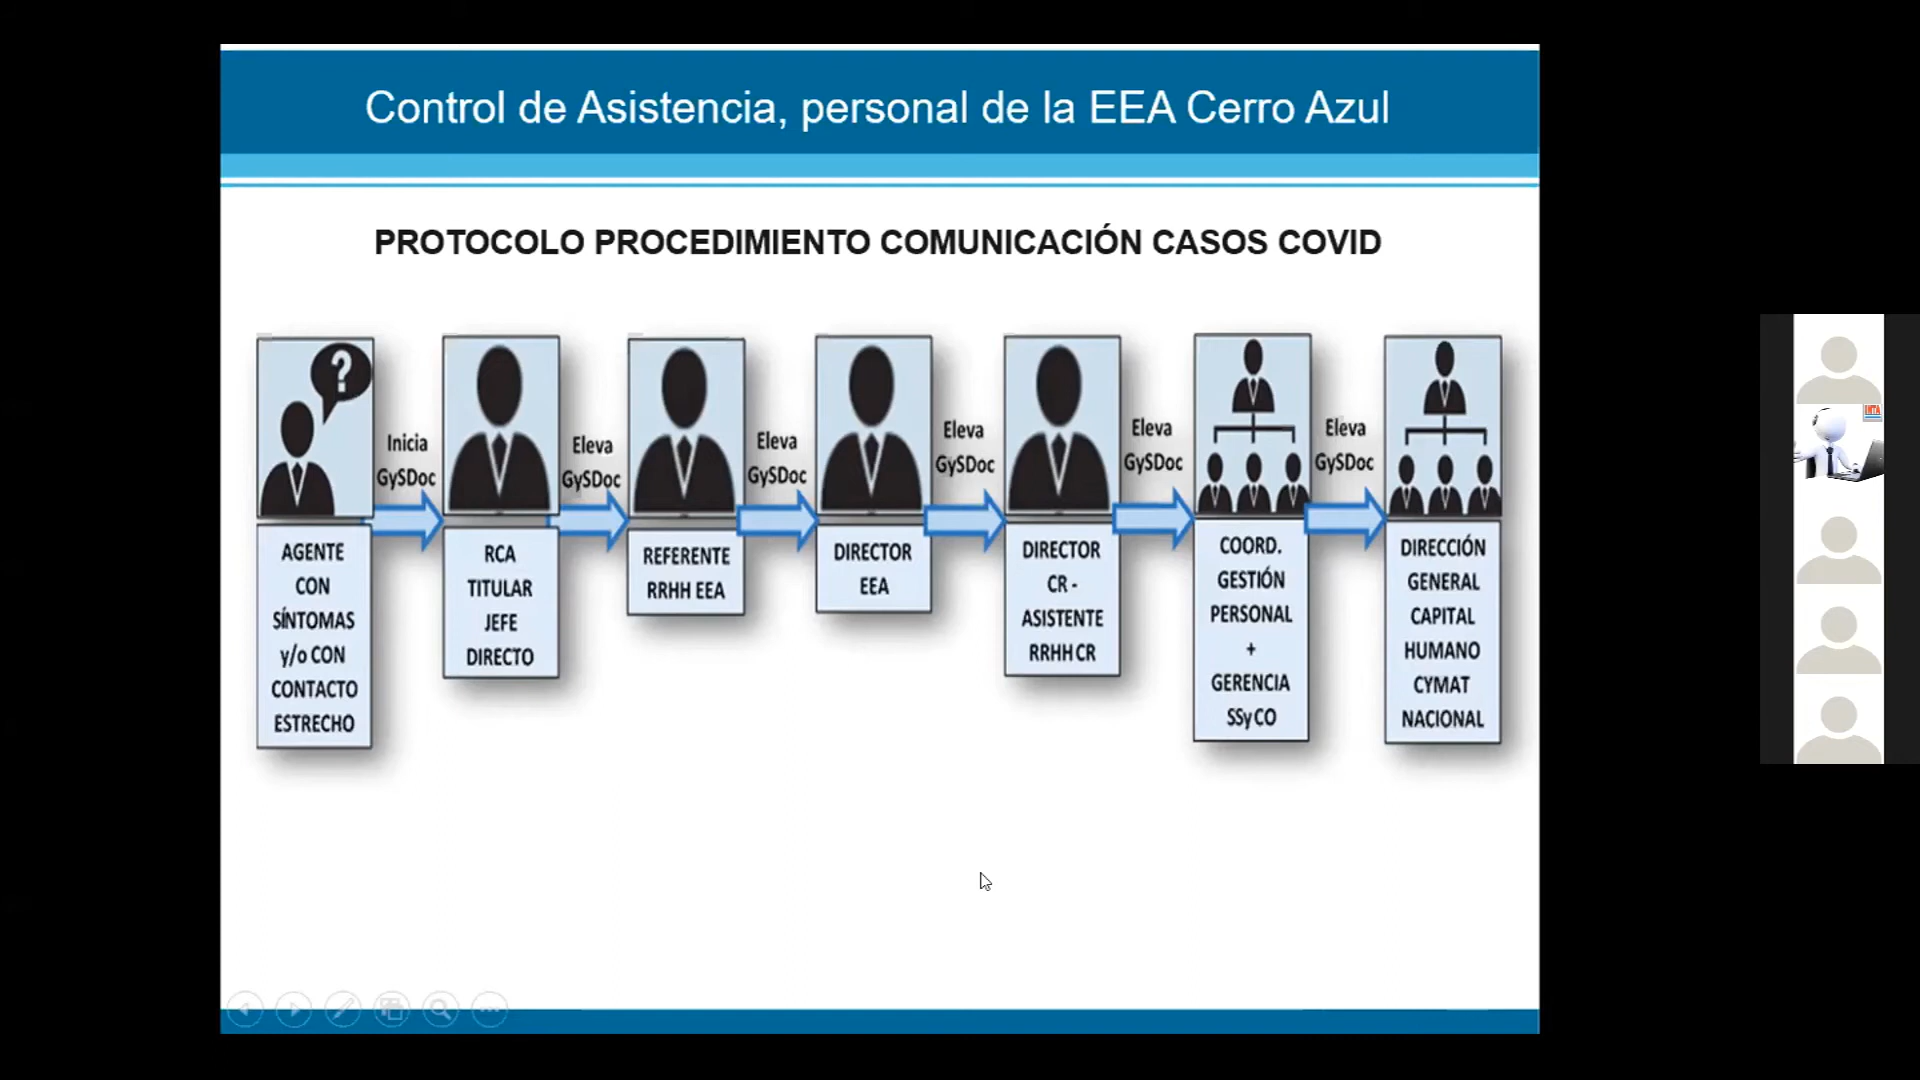 Control de Asistencia, personal de la EEA Cerro Azul
PROTOCOLO PROCEDIMIENTO COMUNICACIÓN CASOS COVID
?
Inicia
GySDoc
Eleva
GySDoc
Eleva
GySDoc
Eleva
GySDoc
Eleva
GySDoc
Eleva
GySDoc
AGENTE
CON
SÍNTOMAS
y/o CON
CONTACTO
ESTRECHO
RCA
TITULAR
JEFE
DIRECTO
REFERENTE
RRHH EEA
DIRECTOR
EEA
DIRECTOR
CR -
ASISTENTE
RRHH CR
COORD.
GESTIÓN
PERSONAL
+
GERENCIA
SSyCO
DIRECCIÓN
GENERAL
CAPITAL
HUMANO
CYMAT
NACIONAL